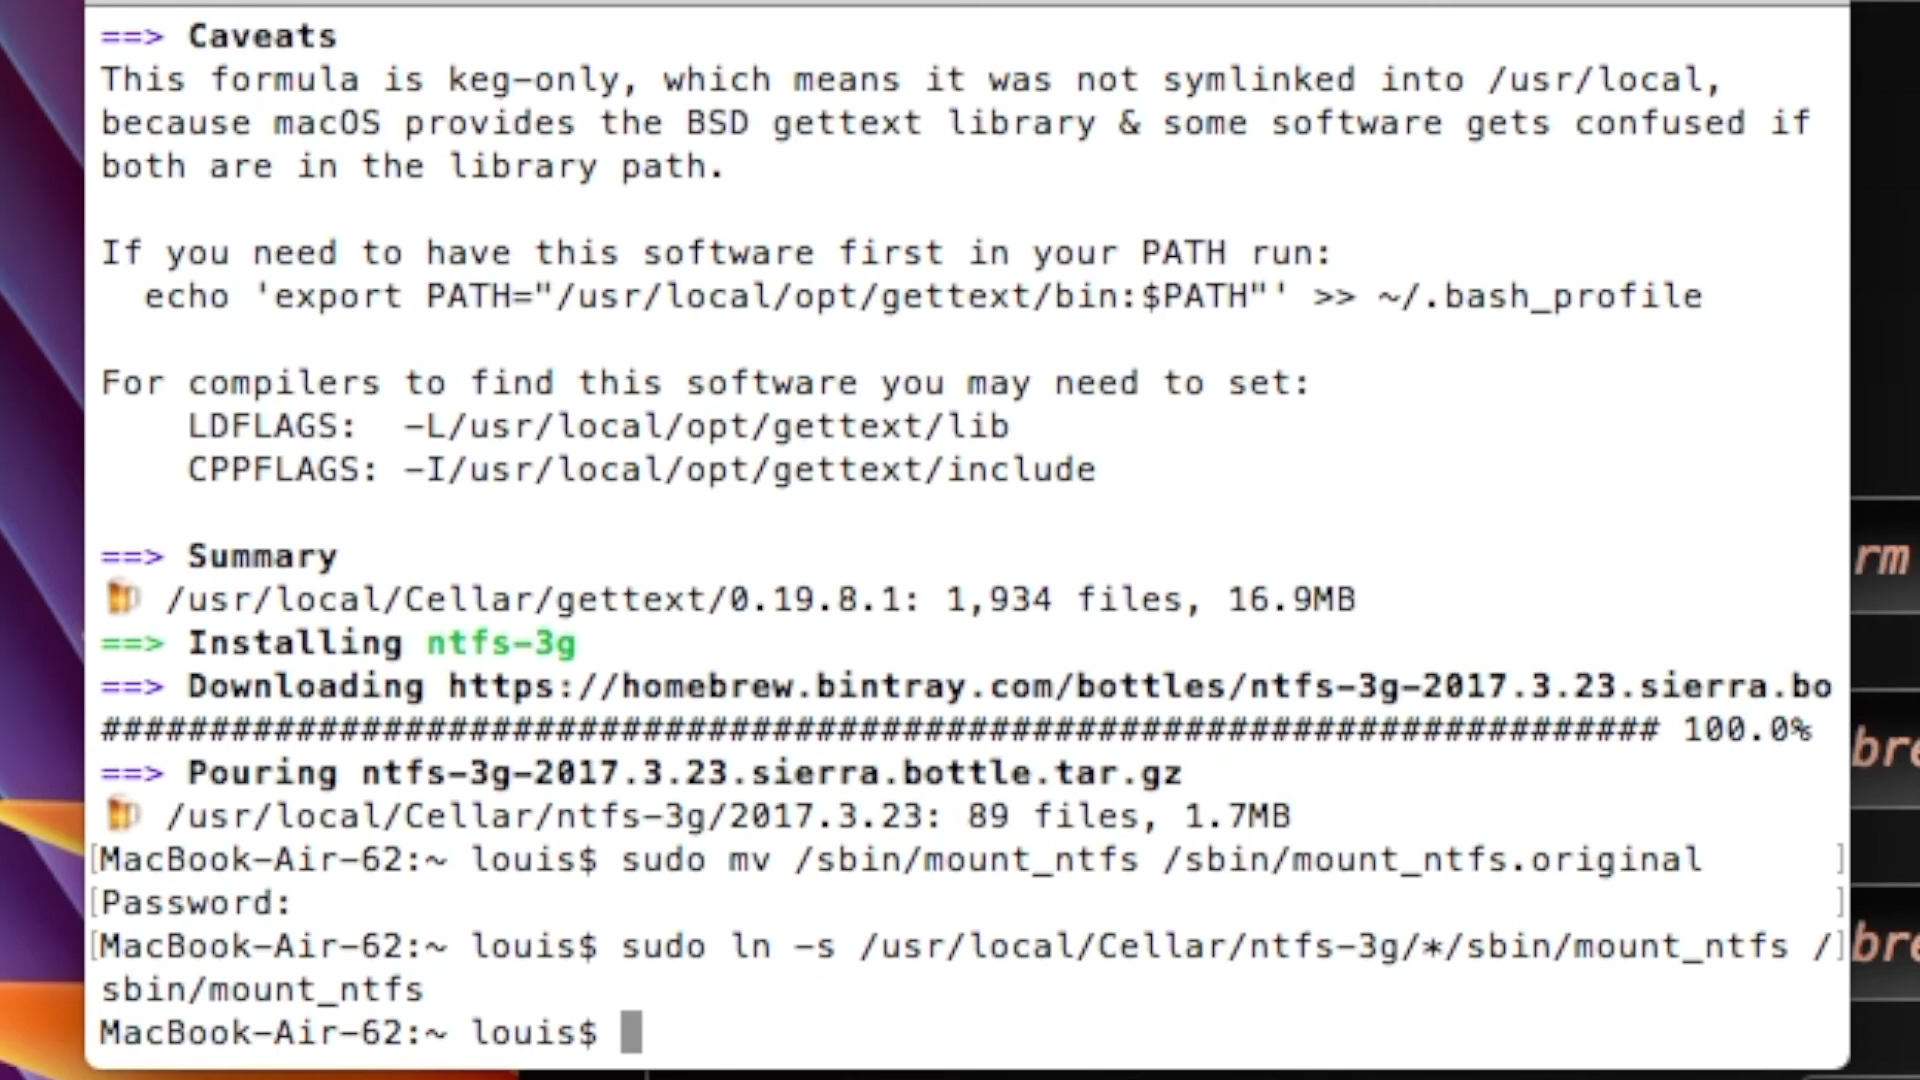 ==> Caveats
This formula is keg-only, which means it was not symlinked into /usr/local,
because macOS provides the BSD gettext library & some software gets confused if
both are in the library path.
If you need to have this software first in your PATH run:
echo 'export PATH="/usr/local/opt/gettext/bin:$PATH"' >> ~/.bash_profile
For compilers to find this software you may need to set:
LDFLAGS:  -L/usr/local/opt/gettext/lib
CPPFLAGS: -I/usr/local/opt/gettext/include
==> Summary
🍺 /usr/local/Cellar/gettext/0.19.8.1: 1,934 files, 16.9MB
==> Installing ntfs-3g
==> Downloading https://homebrew.bintray.com/bottles/ntfs-3g-2017.3.23.sierra.bo
######################################################################## 100.0%
==> Pouring ntfs-3g-2017.3.23.sierra.bottle.tar.gz
🍺 /usr/local/Cellar/ntfs-3g/2017.3.23: 89 files, 1.7MB
[MacBook-Air-62:~ louis$ sudo mv /sbin/mount_ntfs /sbin/mount_ntfs.original ]
[Password: ]
[MacBook-Air-62:~ louis$ sudo ln -s /usr/local/Cellar/ntfs-3g/*/sbin/mount_ntfs /]
sbin/mount_ntfs
MacBook-Air-62:~ louis$
rm
bre
bre